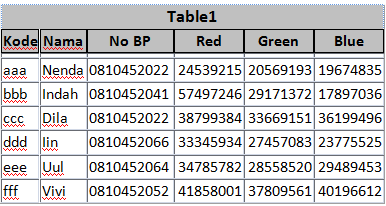 Table1
Kode Nama No BP Red Green Blue
aaa Nenda 0810452022 24539215 20569193 19674835
bbb Indah 0810452041 57497246 29171372 17897036
ccc Dila 0810452022 38799384 33669151 36199496
ddd Iin 0810452066 33345934 27457083 23775525
eee Uul 0810452064 34785782 28558520 29489453
fff Vivi 0810452052 41858001 37809561 40196612